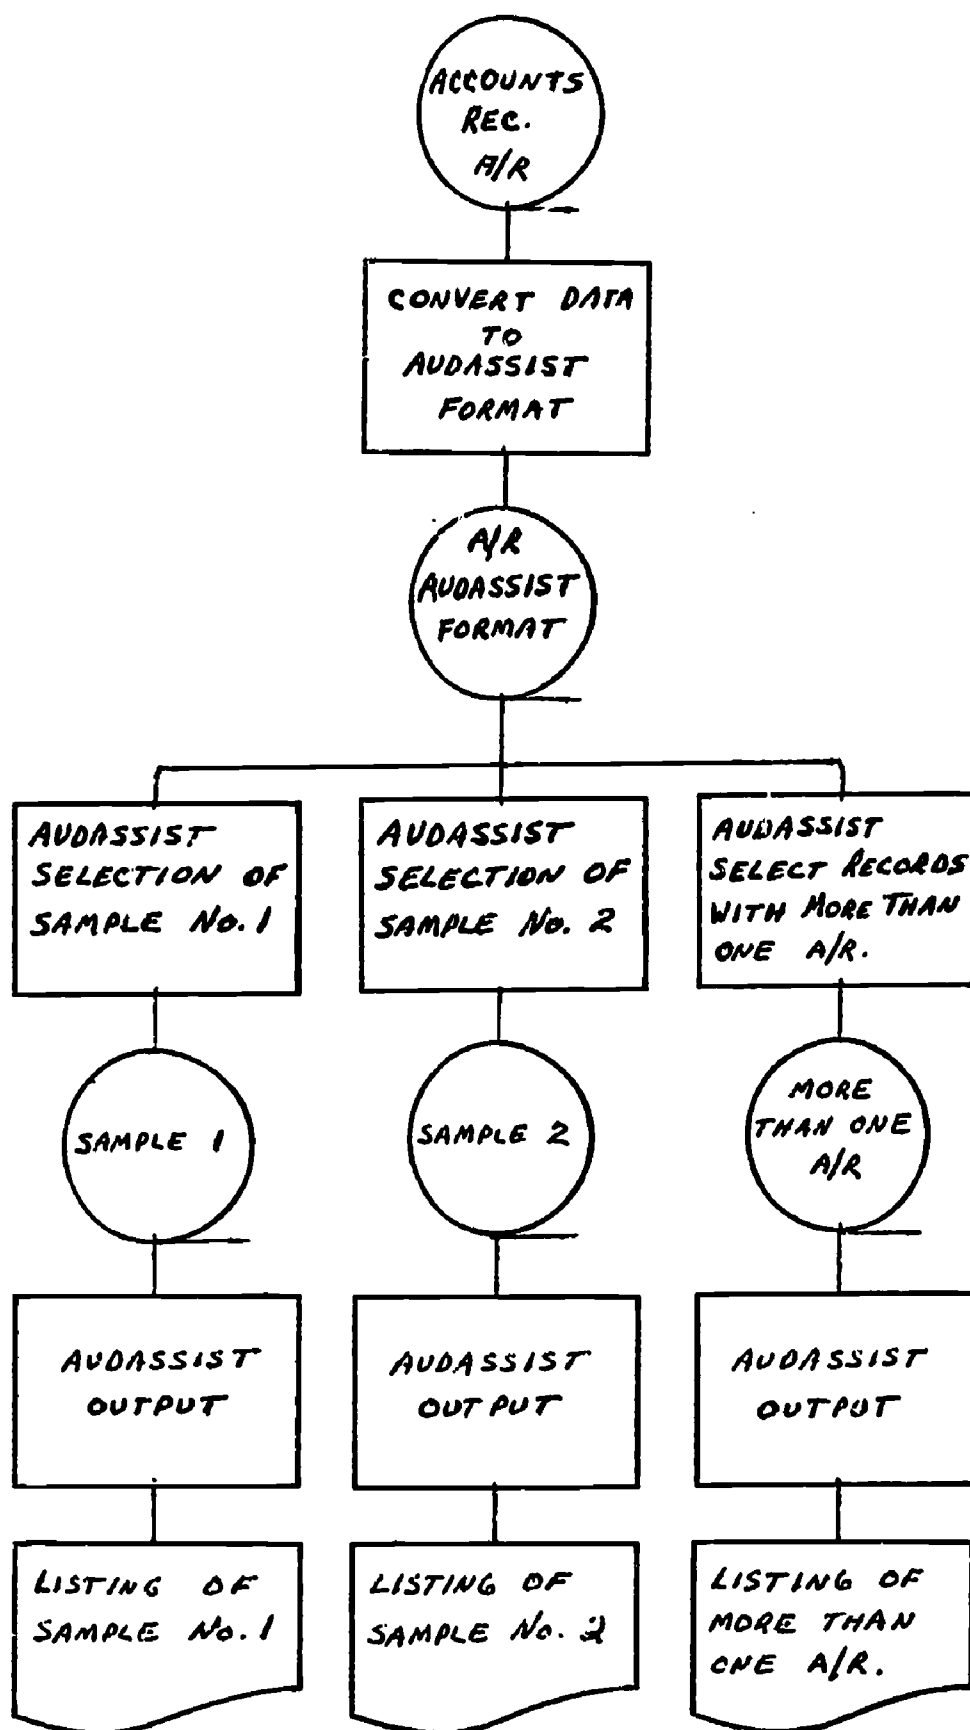 ACCOUNTS
REC.
A/R
CONVERT DATA
TO
AUDASSIST
FORMAT
A/R
AUDASSIST
FORMAT
AUDASSIST
SELECTION OF
SAMPLE No. 1
AUDASSIST
SELECTION OF
SAMPLE No. 2
AUDASSIST
SELECT RECORDS
WITH MORE THAN
ONE A/R.
SAMPLE 1
SAMPLE 2
MORE
THAN ONE
A/R
AUDASSIST
OUTPUT
AUDASSIST
OUTPUT
AUDASSIST
OUTPUT
LISTING OF
SAMPLE No. 1
LISTING OF
SAMPLE No. 2
LISTING OF
MORE THAN
ONE A/R.